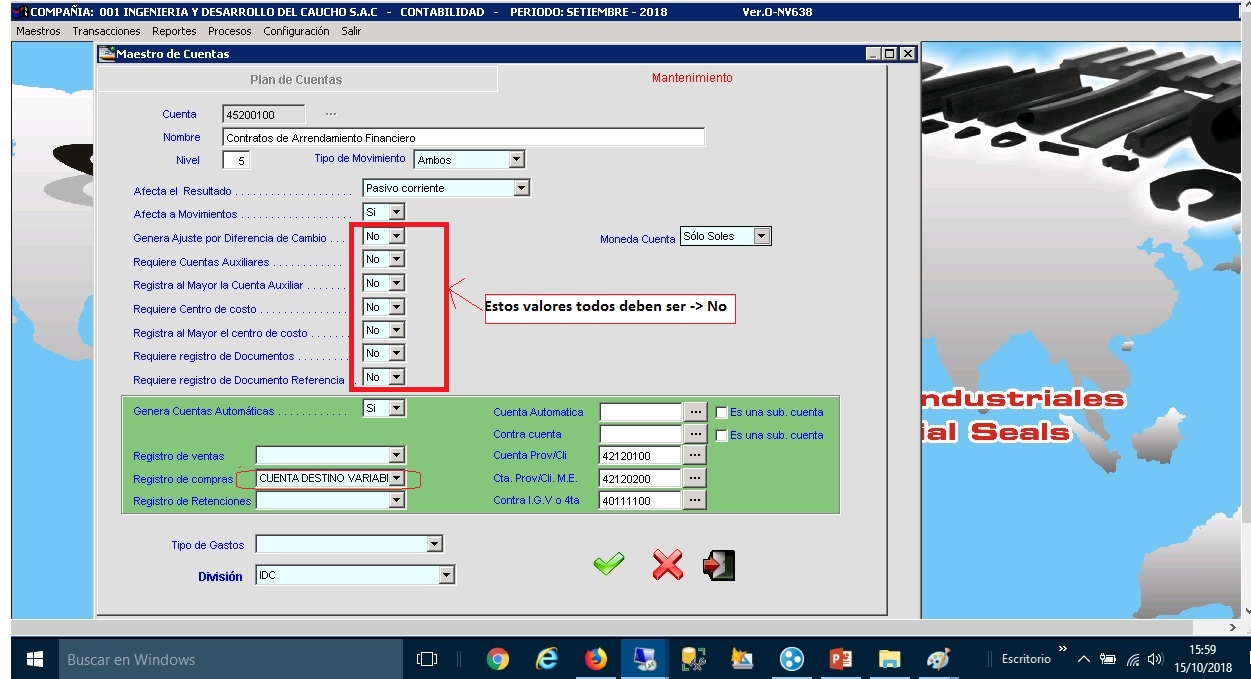 COMPAÑIA: 001 INGENIERIA Y DESARROLLO DEL CAUCHO S.A.C - CONTABILIDAD - PERIODO: SETIEMBRE - 2018 Ver.O-NV638
Maestros Transacciones Reportes Procesos Configuración Salir
Maestro de Cuentas
Plan de Cuentas Mantenimiento
Cuenta 45200100 ...
Nombre Contratos de Arrendamiento Financiero
Nivel 5 Tipo de Movimiento Ambos
Afecta el Resultado . . . . . . . . . . . . . . . . . . . . Pasivo corriente
Afecta a Movimientos . . . . . . . . . . . . . . . . . . . Si
Genera Ajuste por Diferencia de Cambio . . . No Moneda Cuenta Sólo Soles
Requiere Cuentas Auxiliares . . . . . . . . . . . . No
Registra al Mayor la Cuenta Auxiliar . . . . . . . No
Requiere Centro de costo . . . . . . . . . . . . . . . No
Estos valores todos deben ser -> No
Registra al Mayor el centro de costo . . . . . . No
Requiere registro de Documentos . . . . . . . . . No
Requiere registro de Documento Referencia . No
Genera Cuentas Automáticas . . . . . . . . . . . . Si Cuenta Automatica ... Es una sub. cuenta
Contra cuenta ... Es una sub. cuenta
Registro de ventas Cuenta Prov/Cli 42120100 ...
Registro de compras CUENTA DESTINO VARIABl Cta. Prov/Cli. M.E. 42120200 ...
Registro de Retenciones Contra I.G.V o 4ta 40111100 ...
Tipo de Gastos
División IDC
ndustriales
ial Seals
Buscar en Windows
Escritorio »
15:59
15/10/2018